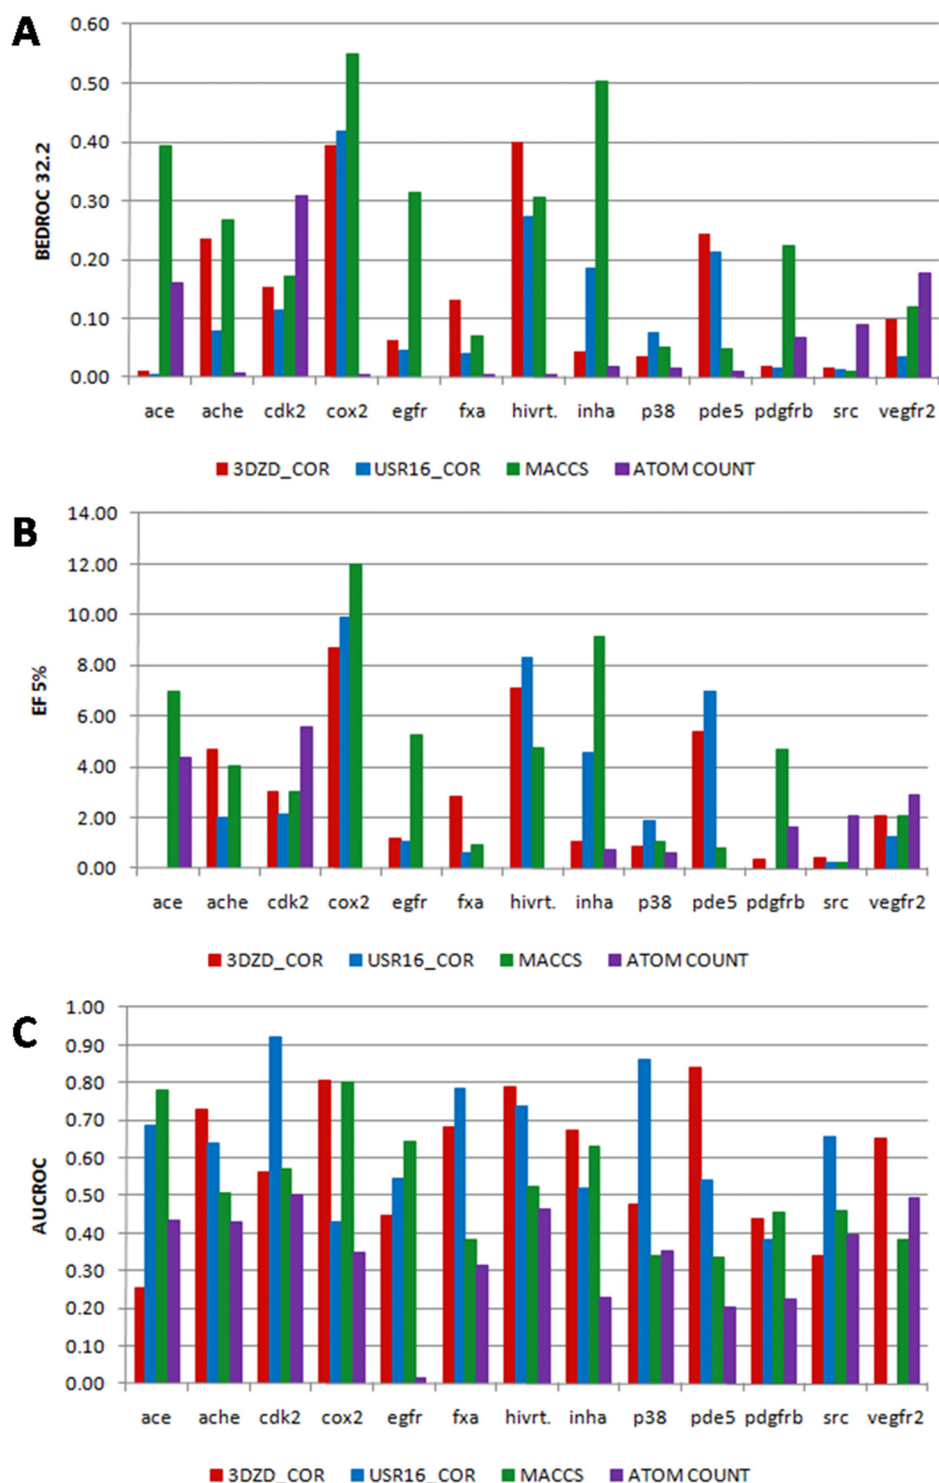 A
BEDROC 32.2
0.60
0.50
0.40
0.30
0.20
0.10
0.00
ace ache cdk2 cox2 egfr fxa hivrt. inha p38 pde5 pdgfrb src vegfr2
3DZD_COR USR16_COR MACCS ATOM COUNT
B
EF 5%
14.00
12.00
10.00
8.00
6.00
4.00
2.00
0.00
ace ache cdk2 cox2 egfr fxa hivrt. inha p38 pde5 pdgfrb src vegfr2
3DZD_COR USR16_COR MACCS ATOM COUNT
C
AUCROC
1.00
0.90
0.80
0.70
0.60
0.50
0.40
0.30
0.20
0.10
0.00
ace ache cdk2 cox2 egfr fxa hivrt. inha p38 pde5 pdgfrb src vegfr2
3DZD_COR USR16_COR MACCS ATOM COUNT